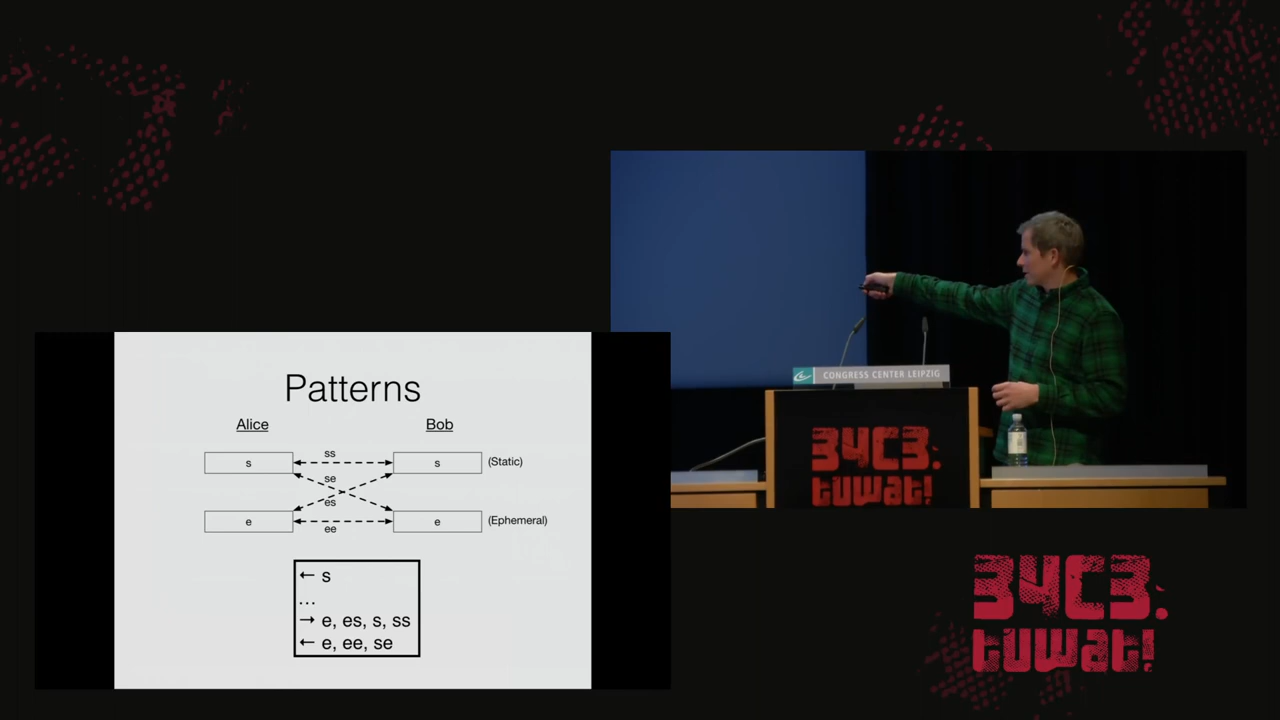 Patterns
Alice Bob
ss
s s (Static)
se
es
e e (Ephemeral)
ee
← s
...
→ e, es, s, ss
← e, ee, se
CONGRESS CENTER LEIPZIG
34C3.
tuwat!
34C3.
tuwat!